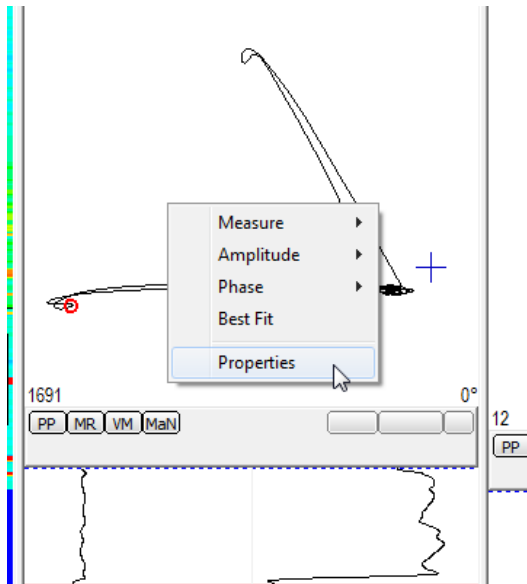 Measure
Amplitude
Phase
Best Fit
Properties
1691 0°
PP MR VM MaN
12
PP